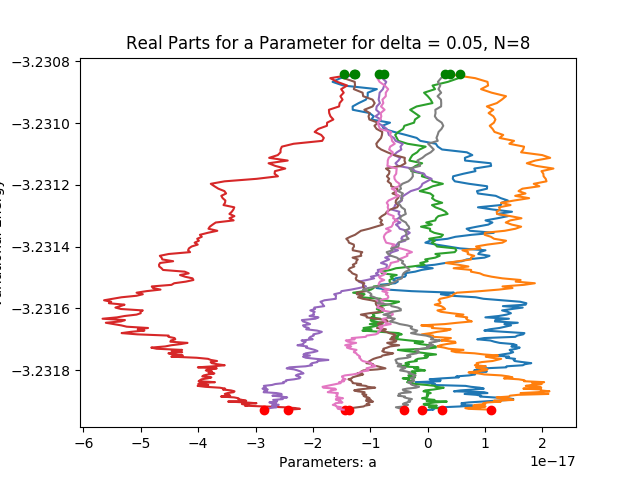 Real Parts for a Parameter for delta = 0.05, N=8
−3.2308
−3.2310
−3.2312
−3.2314
−3.2316
−3.2318
−6 −5 −4 −3 −2 −1 0 1 2
1e−17
Parameters: a